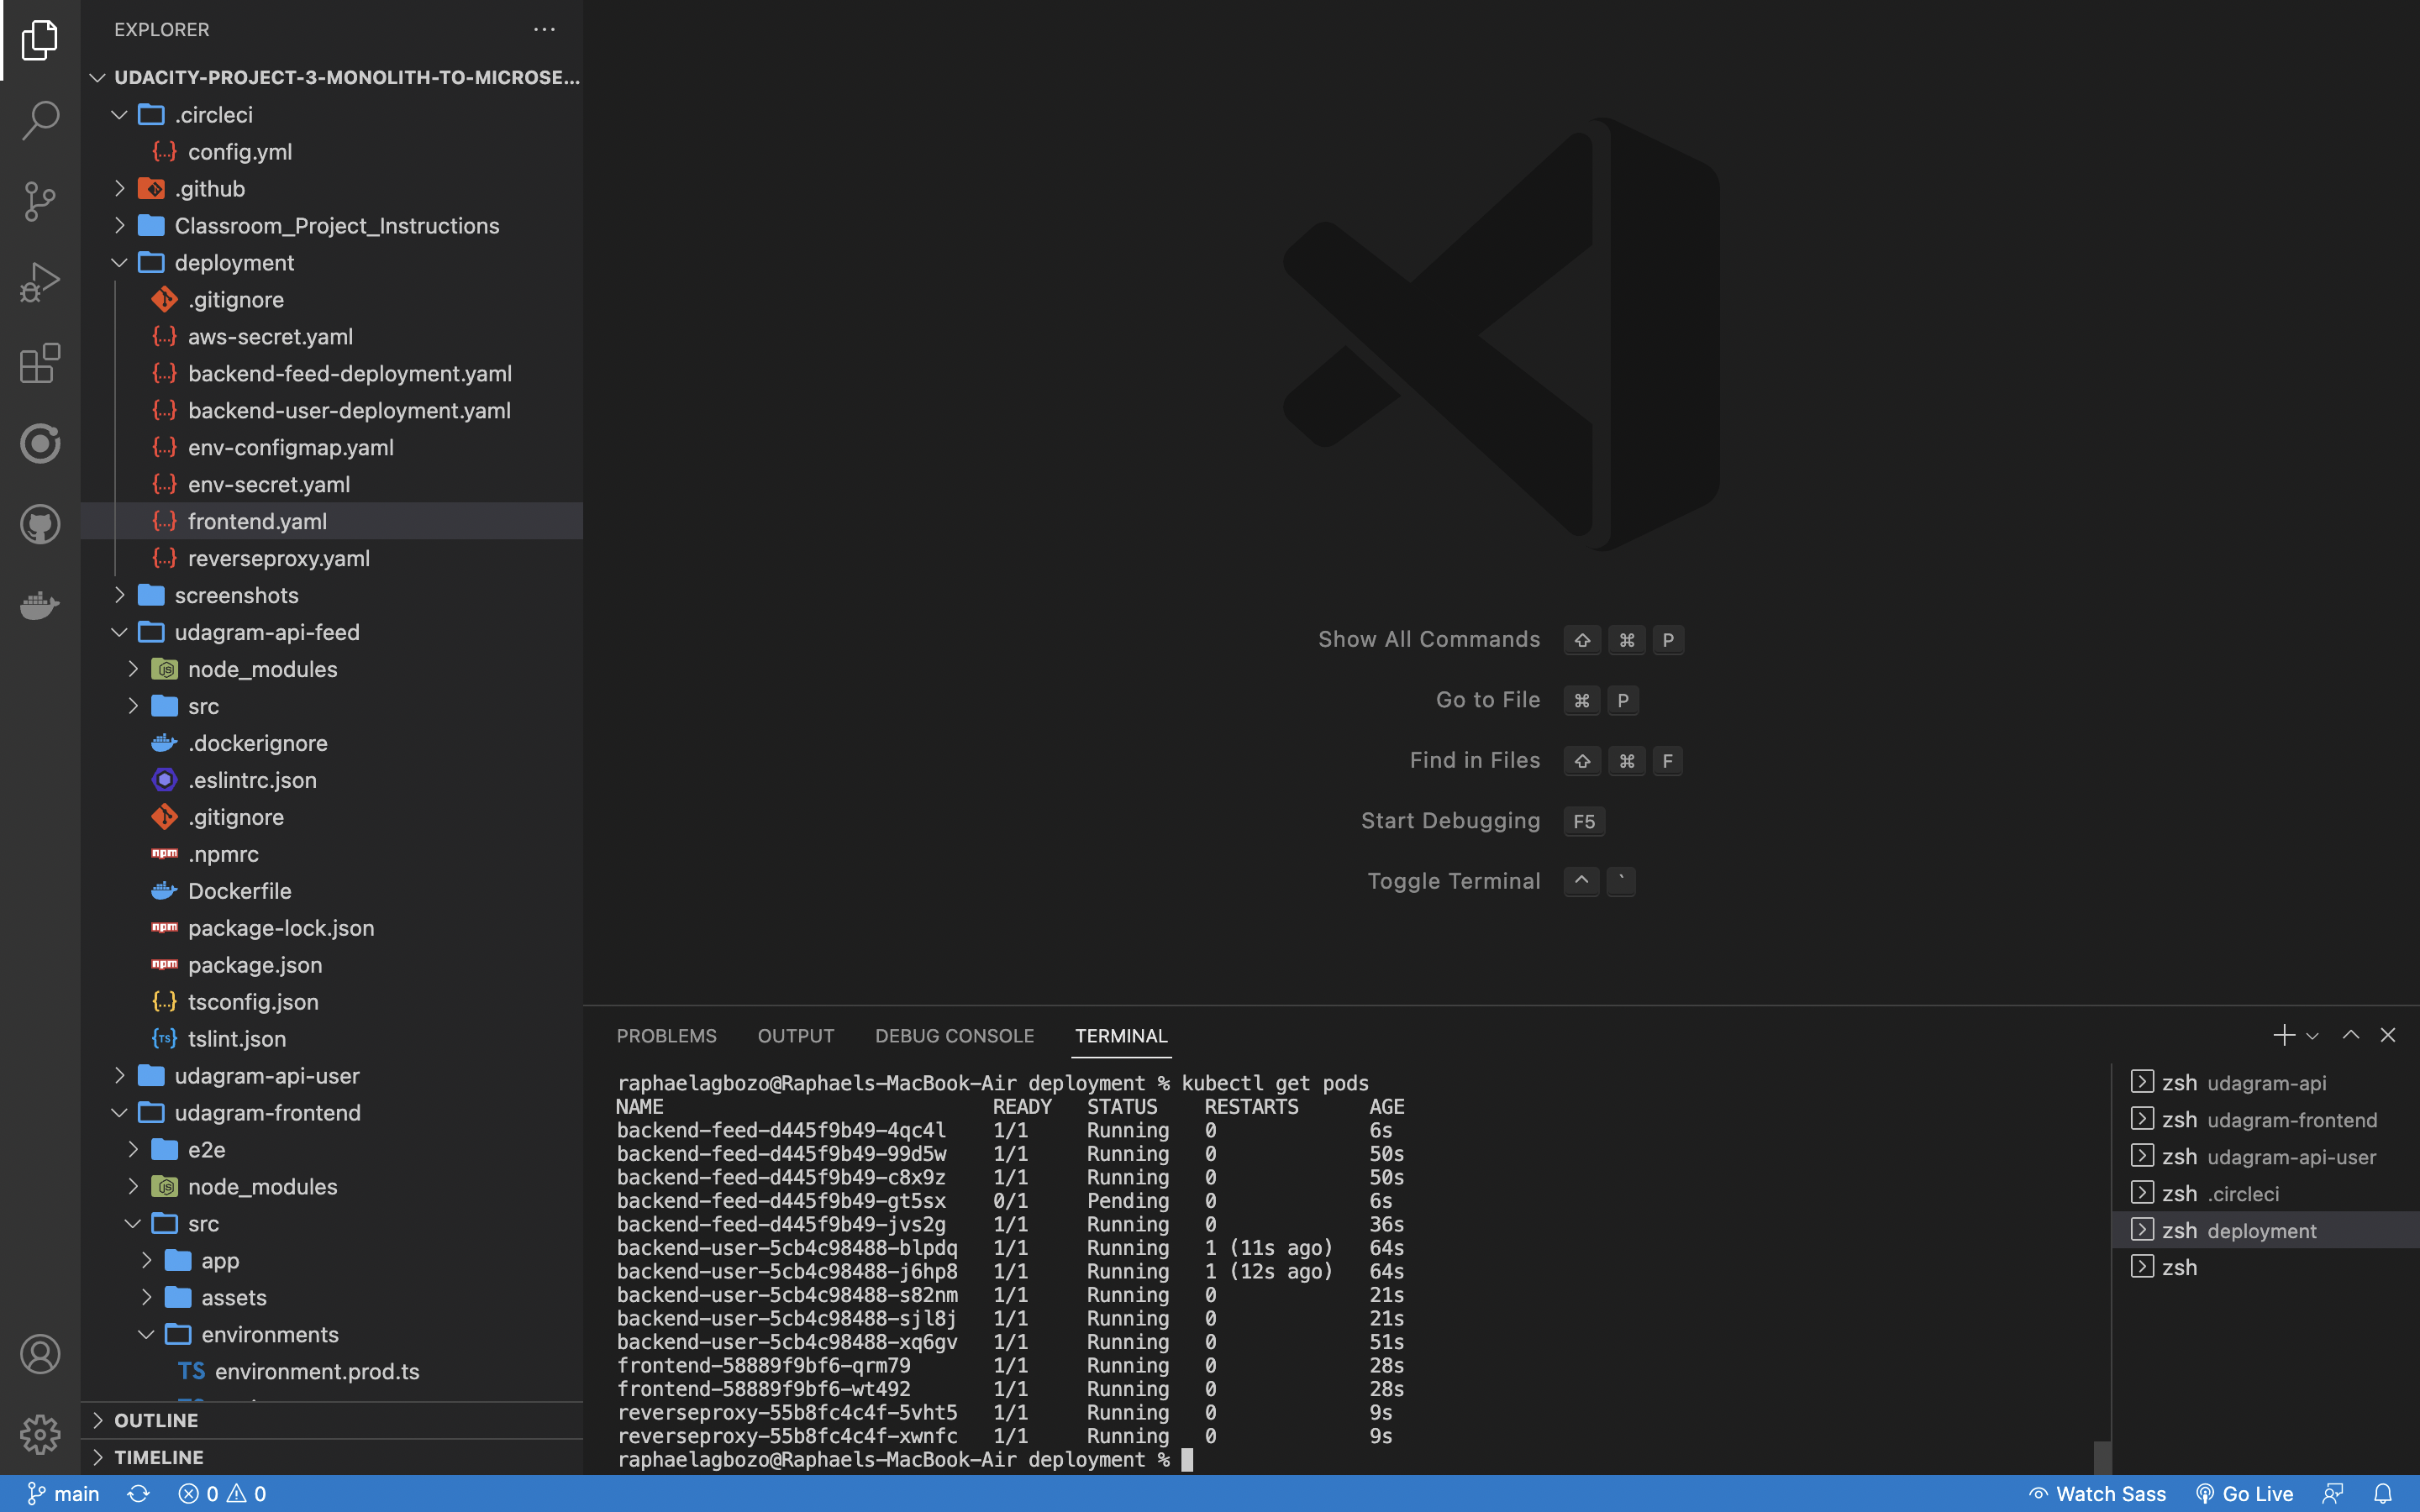 EXPLORER
UDACITY-PROJECT-3-MONOLITH-TO-MICROSE...
.circleci
config.yml
.github
Classroom_Project_Instructions
deployment
.gitignore
aws-secret.yaml
backend-feed-deployment.yaml
backend-user-deployment.yaml
env-configmap.yaml
env-secret.yaml
frontend.yaml
reverseproxy.yaml
screenshots
udagram-api-feed
node_modules
src
.dockerignore
.eslintrc.json
.gitignore
.npmrc
Dockerfile
package-lock.json
package.json
tsconfig.json
tslint.json
udagram-api-user
udagram-frontend
e2e
node_modules
src
app
assets
environments
TS environment.prod.ts
OUTLINE
TIMELINE
Show All Commands ⇧ ⌘ P
Go to File ⌘ P
Find in Files ⇧ ⌘ F
Start Debugging F5
Toggle Terminal ^ `
PROBLEMS OUTPUT DEBUG CONSOLE TERMINAL
raphaelagbozo@Raphaels-MacBook-Air deployment % kubectl get pods
NAME READY STATUS RESTARTS AGE
backend-feed-d445f9b49-4qc4l 1/1 Running 0 6s
backend-feed-d445f9b49-99d5w 1/1 Running 0 50s
backend-feed-d445f9b49-c8x9z 1/1 Running 0 50s
backend-feed-d445f9b49-gt5sx 0/1 Pending 0 6s
backend-feed-d445f9b49-jvs2g 1/1 Running 0 36s
backend-user-5cb4c98488-blpdq 1/1 Running 1 (11s ago) 64s
backend-user-5cb4c98488-j6hp8 1/1 Running 1 (12s ago) 64s
backend-user-5cb4c98488-s82nm 1/1 Running 0 21s
backend-user-5cb4c98488-sjl8j 1/1 Running 0 21s
backend-user-5cb4c98488-xq6gv 1/1 Running 0 51s
frontend-58889f9bf6-qrm79 1/1 Running 0 28s
frontend-58889f9bf6-wt492 1/1 Running 0 28s
reverseproxy-55b8fc4c4f-5vht5 1/1 Running 0 9s
reverseproxy-55b8fc4c4f-xwnfc 1/1 Running 0 9s
raphaelagbozo@Raphaels-MacBook-Air deployment %
zsh udagram-api
zsh udagram-frontend
zsh udagram-api-user
zsh .circleci
zsh deployment
zsh
main 0 0 Watch Sass Go Live